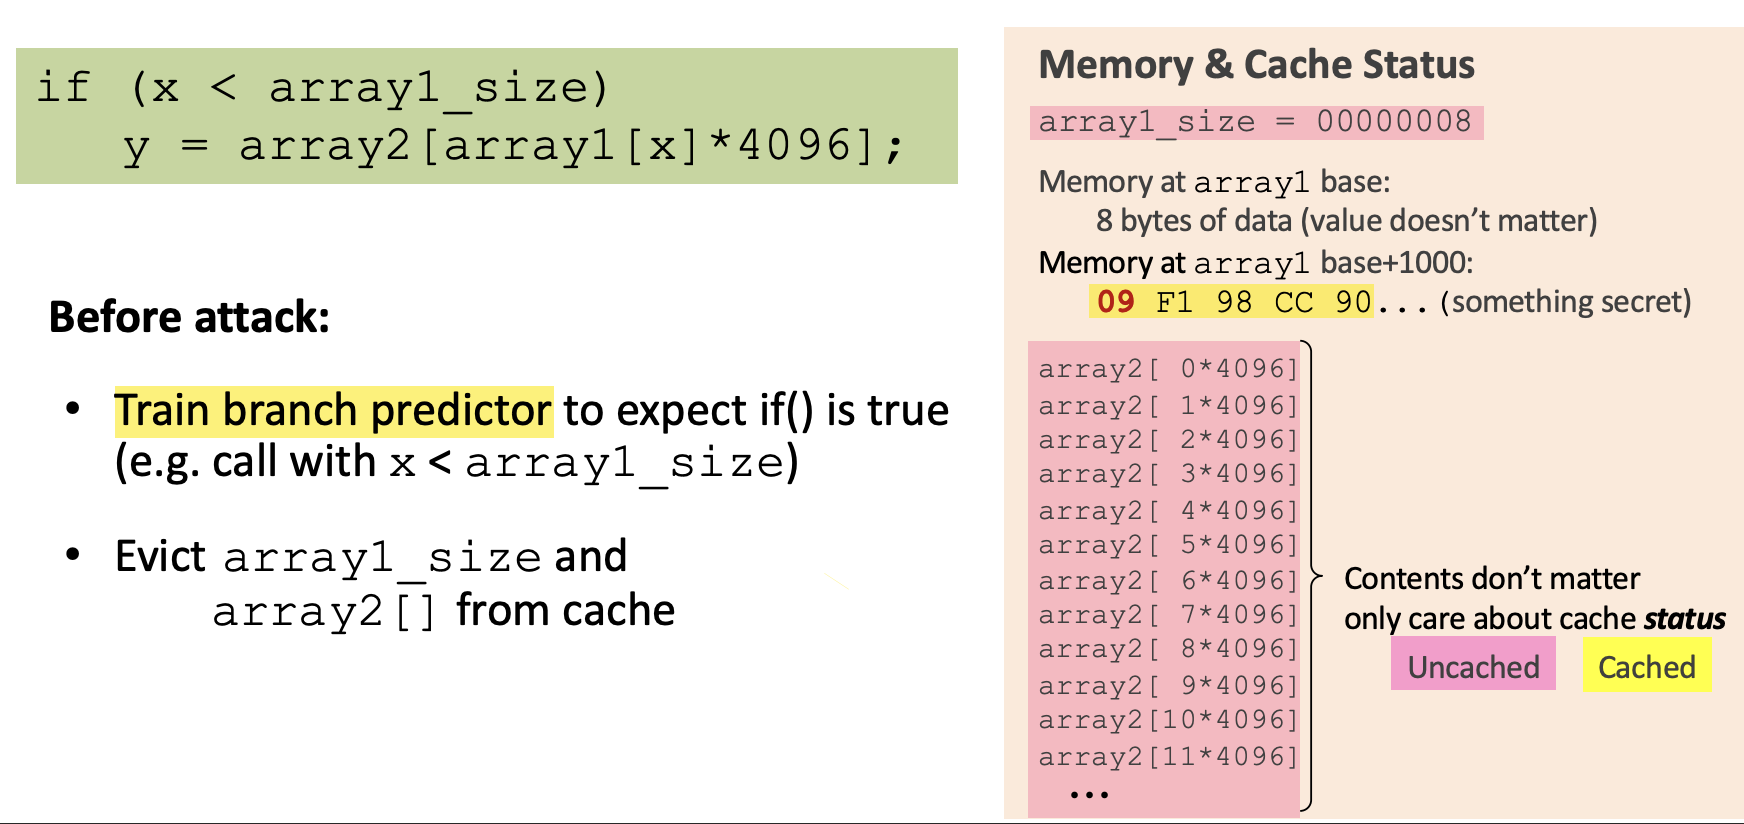 if (x < array1_size)
y = array2[array1[x]*4096];
Before attack:
• Train branch predictor to expect if() is true
(e.g. call with x < array1_size)
• Evict array1_size and
array2[] from cache
Memory & Cache Status
array1_size = 00000008
Memory at array1 base:
8 bytes of data (value doesn’t matter)
Memory at array1 base+1000:
09 F1 98 CC 90... (something secret)
array2[ 0*4096]
array2[ 1*4096]
array2[ 2*4096]
array2[ 3*4096]
array2[ 4*4096]
array2[ 5*4096]
array2[ 6*4096]
array2[ 7*4096]
array2[ 8*4096]
array2[ 9*4096]
array2[10*4096]
array2[11*4096]
...
Contents don’t matter
only care about cache status
Uncached Cached